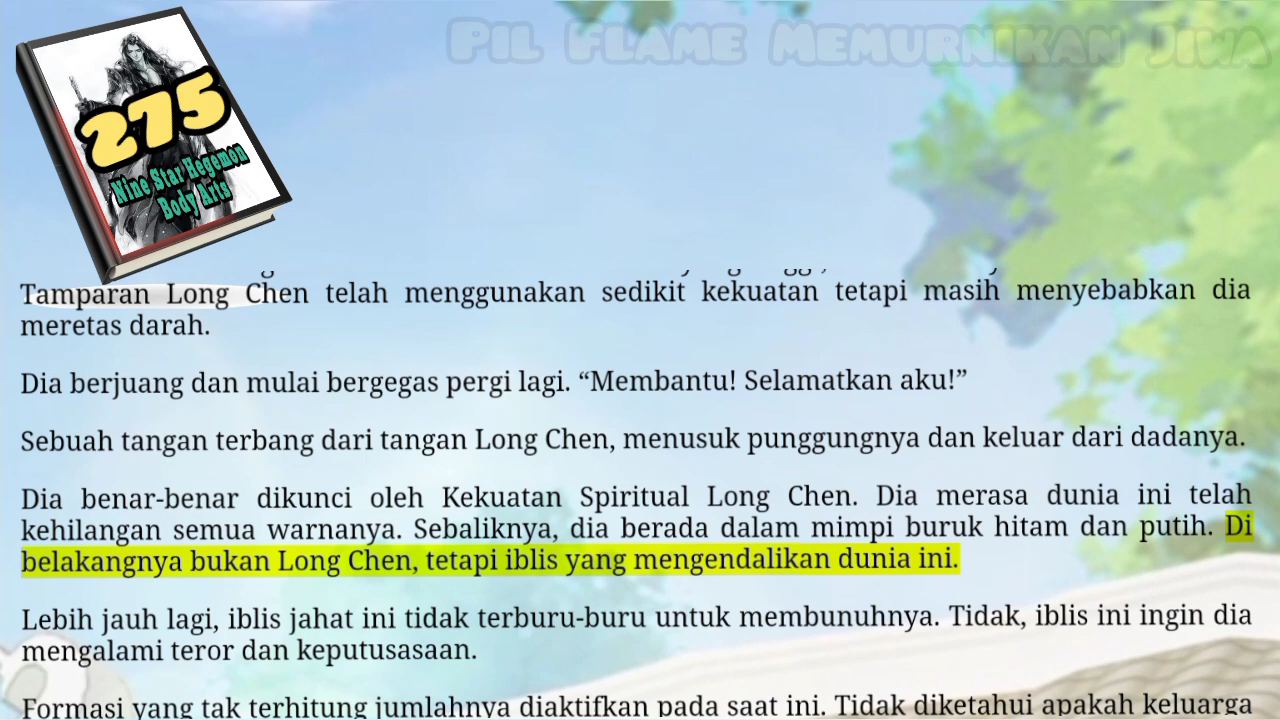 Pil Flame Memurnikan Jiwa
275
Nine Star Hegemon
Body Arts
Tamparan Long Chen telah menggunakan sedikit kekuatan tetapi masih menyebabkan dia
meretas darah.
Dia berjuang dan mulai bergegas pergi lagi. “Membantu! Selamatkan aku!”
Sebuah tangan terbang dari tangan Long Chen, menusuk punggungnya dan keluar dari dadanya.
Dia benar-benar dikunci oleh Kekuatan Spiritual Long Chen. Dia merasa dunia ini telah
kehilangan semua warnanya. Sebaliknya, dia berada dalam mimpi buruk hitam dan putih. Di
belakangnya bukan Long Chen, tetapi iblis yang mengendalikan dunia ini.
Lebih jauh lagi, iblis jahat ini tidak terburu-buru untuk membunuhnya. Tidak, iblis ini ingin dia
mengalami teror dan keputusasaan.
Formasi yang tak terhitung jumlahnya diaktifkan pada saat ini. Tidak diketahui apakah keluarga